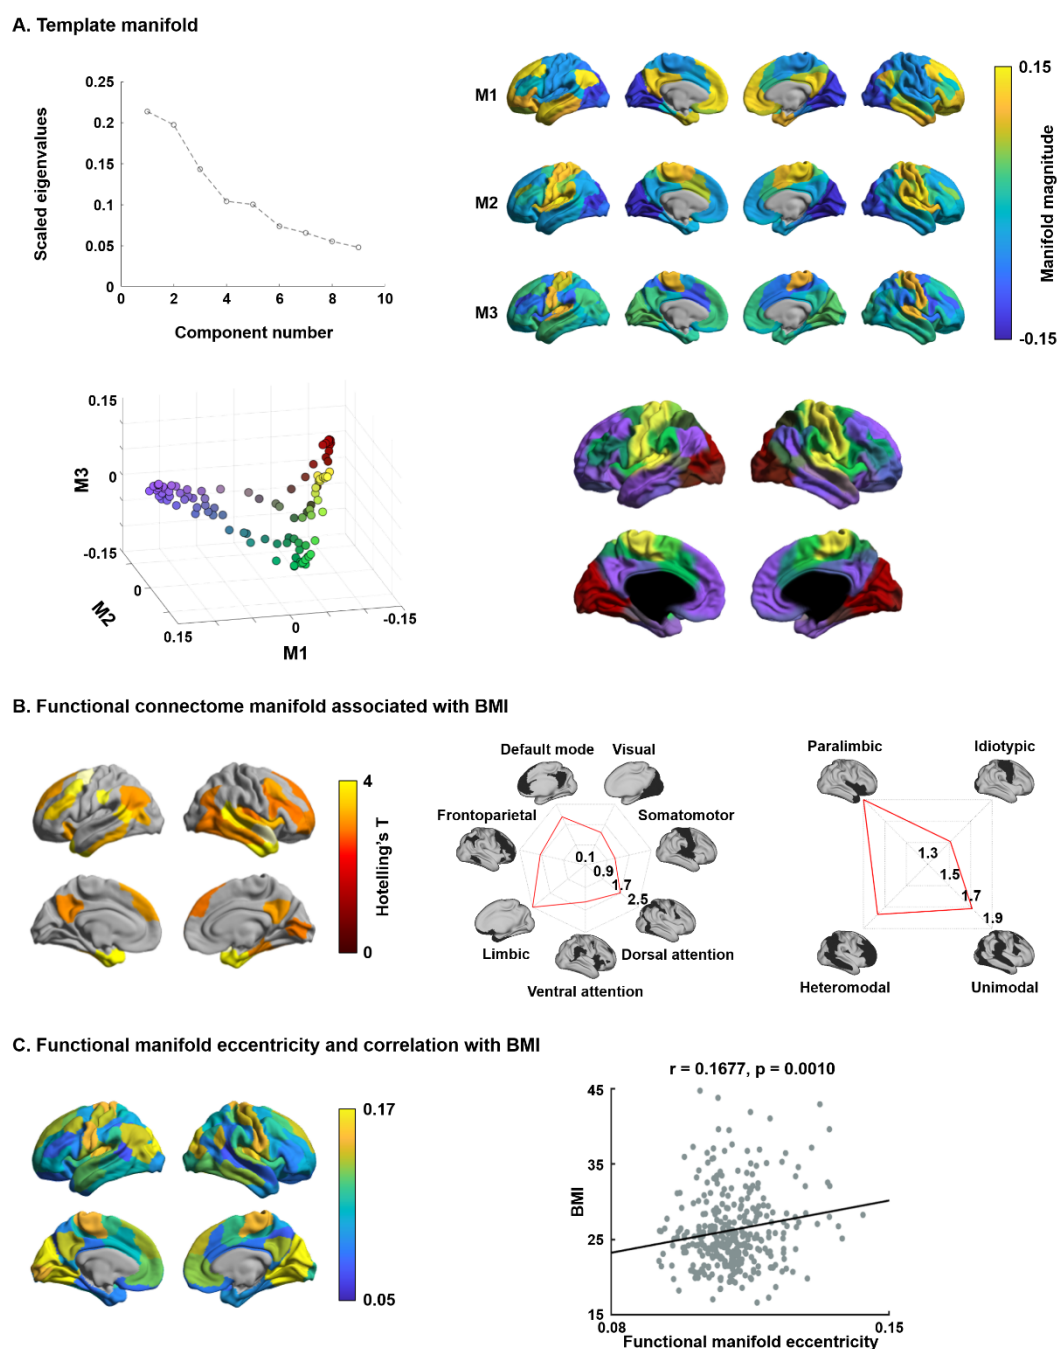 A. Template manifold
0.25
0.2
0.15
0.1
0.05
0
0
2
4
6
8
10
Scaled eigenvalues
Component number
M1
M2
M3
0.15
-0.15
Manifold magnitude
0.15
0
-0.15
M3
0
0.15
M2
0
-0.15
M1
B. Functional connectome manifold associated with BMI
4
0
Hotelling's T
Default mode
Visual
Frontoparietal
Somatomotor
0.1
0.9
1.7
2.5
Limbic
Dorsal attention
Ventral attention
Paralimbic
Idiotypic
1.3
1.5
1.7
1.9
Heteromodal
Unimodal
C. Functional manifold eccentricity and correlation with BMI
0.17
0.05
r = 0.1677, p = 0.0010
45
35
25
15
BMI
0.08
0.15
Functional manifold eccentricity